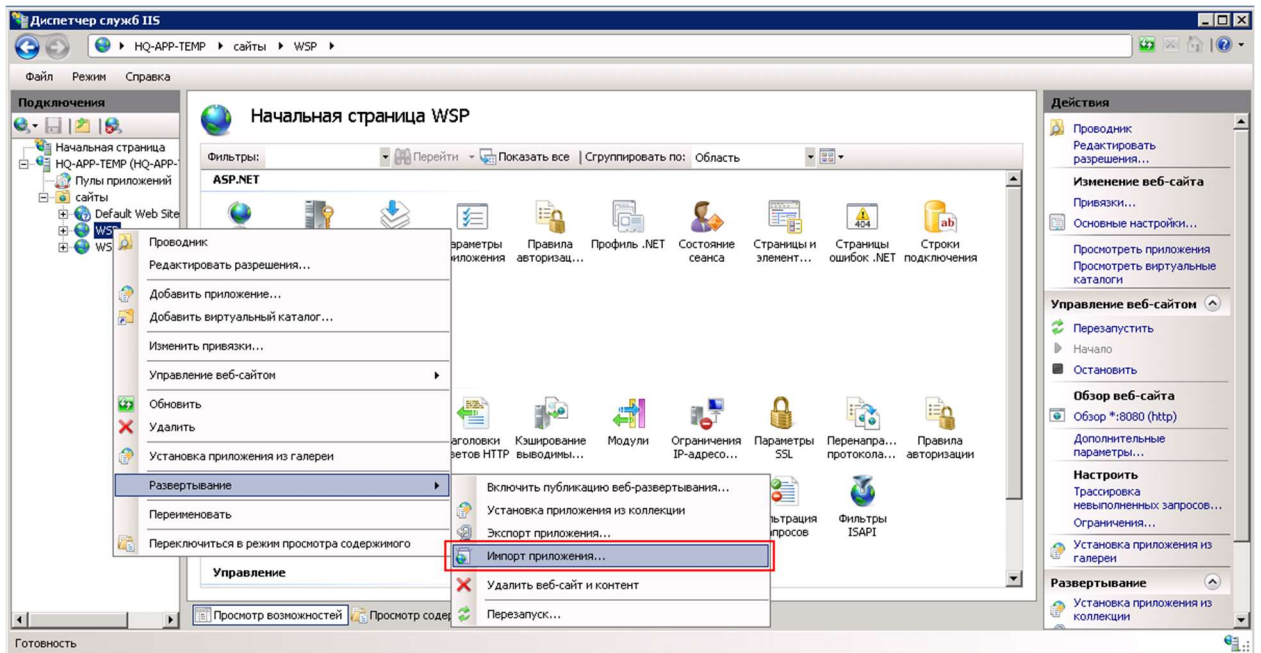 Диспетчер служб IIS
HQ-APP-TEMP сайты WSP
Файл Режим Справка
Подключения
Начальная страница
HQ-APP-TEMP (HQ-APP-
Пулы приложений
сайты
Default Web Site
WSP
WS
Начальная страница WSP
Фильтры: Перейти Показать все Сгруппировать по: Область
ASP.NET
араметры
иложения
Правила
авторизац...
Профиль .NET
Состояние
сеанса
Страницы и
элемент...
Страницы
ошибок .NET
Строки
подключения
Проводник
Редактировать разрешения...
Добавить приложение...
Добавить виртуальный каталог...
Изменить привязки...
Управление веб-сайтом
Обновить
Удалить
Установка приложения из галереи
Развертывание
Переименовать
Переключиться в режим просмотра содержимого
аголовки
ветов HTTP
Кэширование
выводимы...
Модули
Ограничения
IP-адресо...
Параметры
SSL
Перенапра...
протокола...
Правила
авторизации
льтрация
просов
Фильтры
ISAPI
Включить публикацию веб-развертывания...
Установка приложения из коллекции
Экспорт приложения...
Импорт приложения...
Удалить веб-сайт и контент
Перезапуск...
Управление
Просмотр возможностей Просмотр содер
Готовность
Действия
Проводник
Редактировать
разрешения...
Изменение веб-сайта
Привязки...
Основные настройки...
Просмотреть приложения
Просмотреть виртуальные
каталоги
Управление веб-сайтом
Перезапустить
Начало
Остановить
Обзор веб-сайта
Обзор *:8080 (http)
Дополнительные
параметры...
Настроить
Трассировка
невыполненных запросов...
Ограничения...
Установка приложения из
галереи
Развертывание
Установка приложения из
коллекции